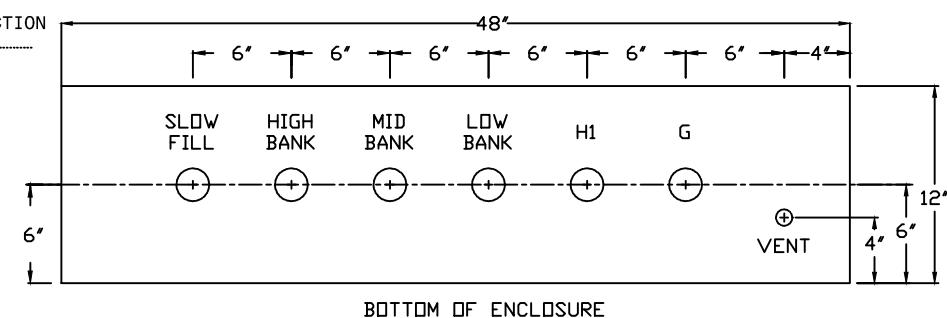 CTION
48"
6" 6" 6" 6" 6" 6" 4"
SLOW HIGH MID LOW H1 G
FILL BANK BANK BANK
12"
6" 6"
4"
VENT
BOTTOM OF ENCLOSURE